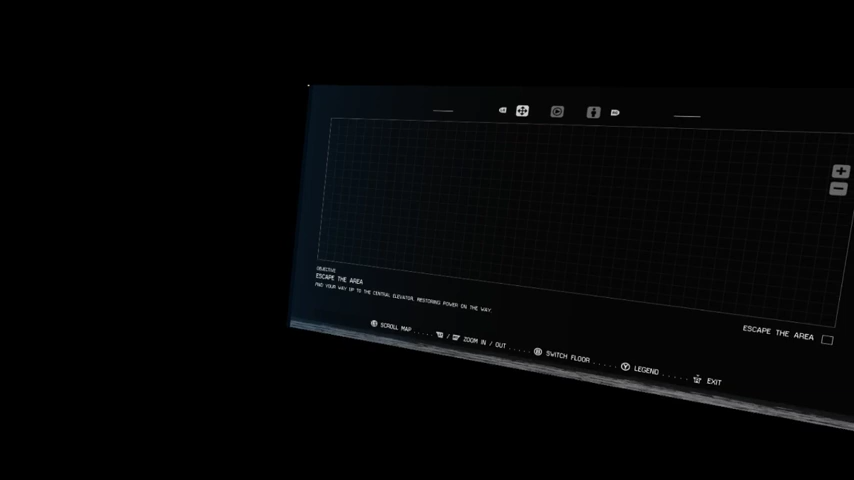 OBJECTIVE
ESCAPE THE AREA
FIND YOUR WAY UP TO THE CENTRAL ELEVATOR, RESTORING POWER ON THE WAY.
ESCAPE THE AREA
SCROLL MAP ..... / ZOOM IN / OUT ..... SWITCH FLOOR ..... Y LEGEND ..... EXIT